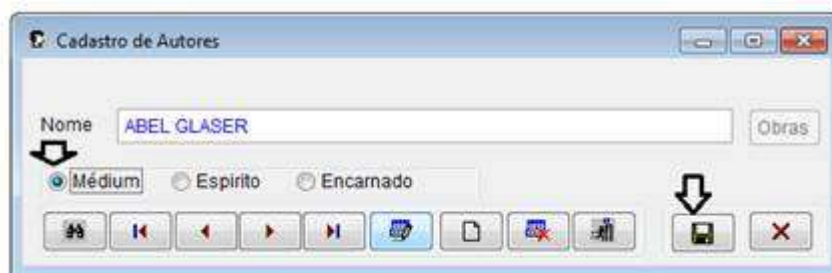 Cadastro de Autores
Nome ABEL GLASER Obras
Médium Espirito Encarnado